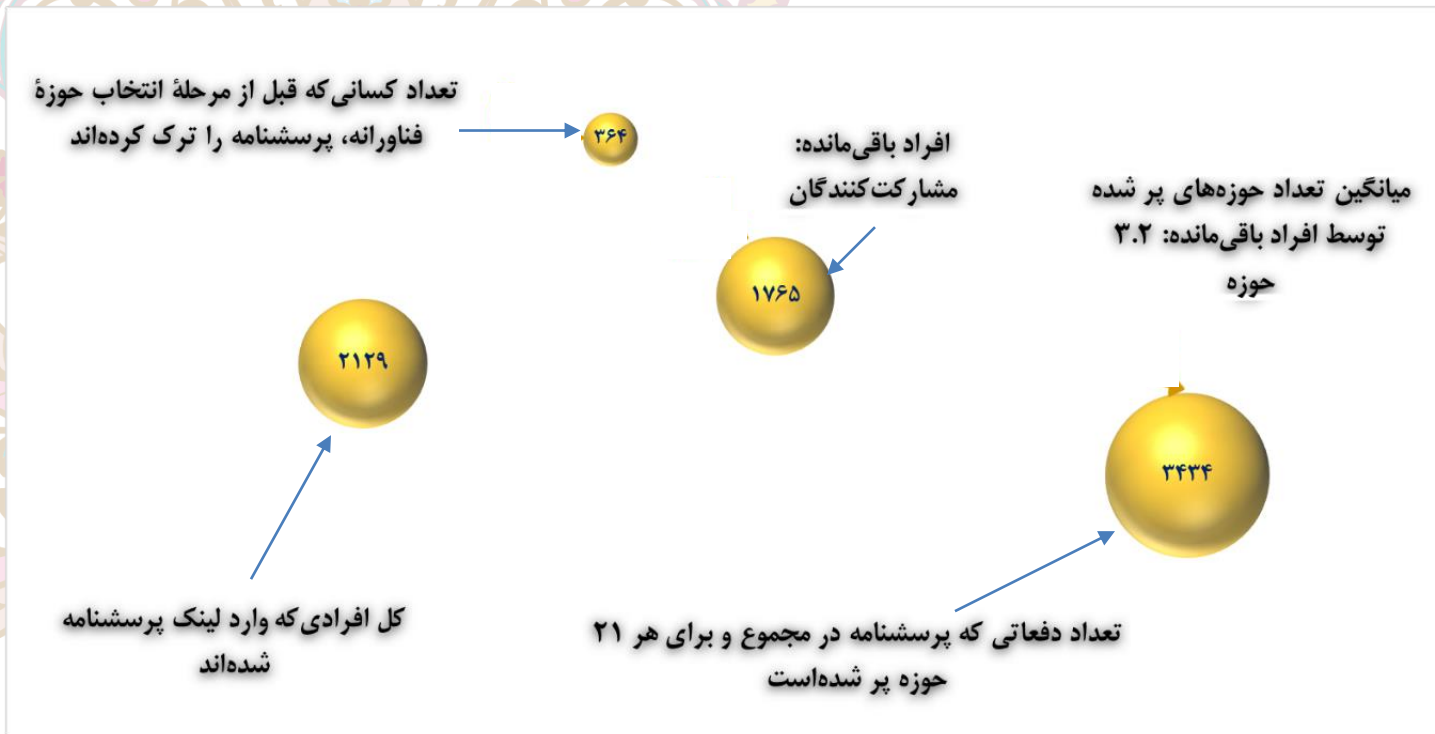 تعداد کسانی‌که قبل از مرحلهٔ انتخاب حوزهٔ
فناورانه، پرسشنامه را ترک کرده‌اند
۳۶۴
افراد باقی‌مانده:
مشارکت‌کنندگان
۱۷۶۵
میانگین تعداد حوزه‌های پر شده
توسط افراد باقی‌مانده: ۳.۲
حوزه
۲۱۲۹
۳۴۳۴
کل افرادی‌که وارد لینک پرسشنامه
شده‌اند
تعداد دفعاتی که پرسشنامه در مجموع و برای هر ۲۱
حوزه پر شده‌است